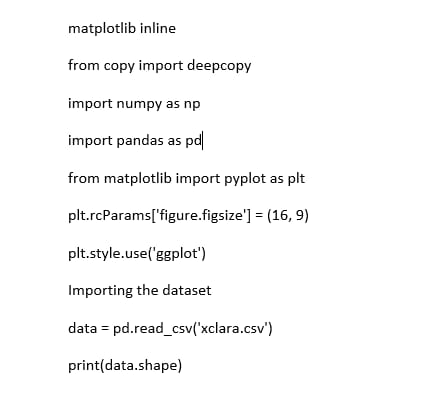 matplotlib inline
from copy import deepcopy
import numpy as np
import pandas as pd
from matplotlib import pyplot as plt
plt.rcParams['figure.figsize'] = (16, 9)
plt.style.use('ggplot')
Importing the dataset
data = pd.read_csv('xclara.csv')
print(data.shape)